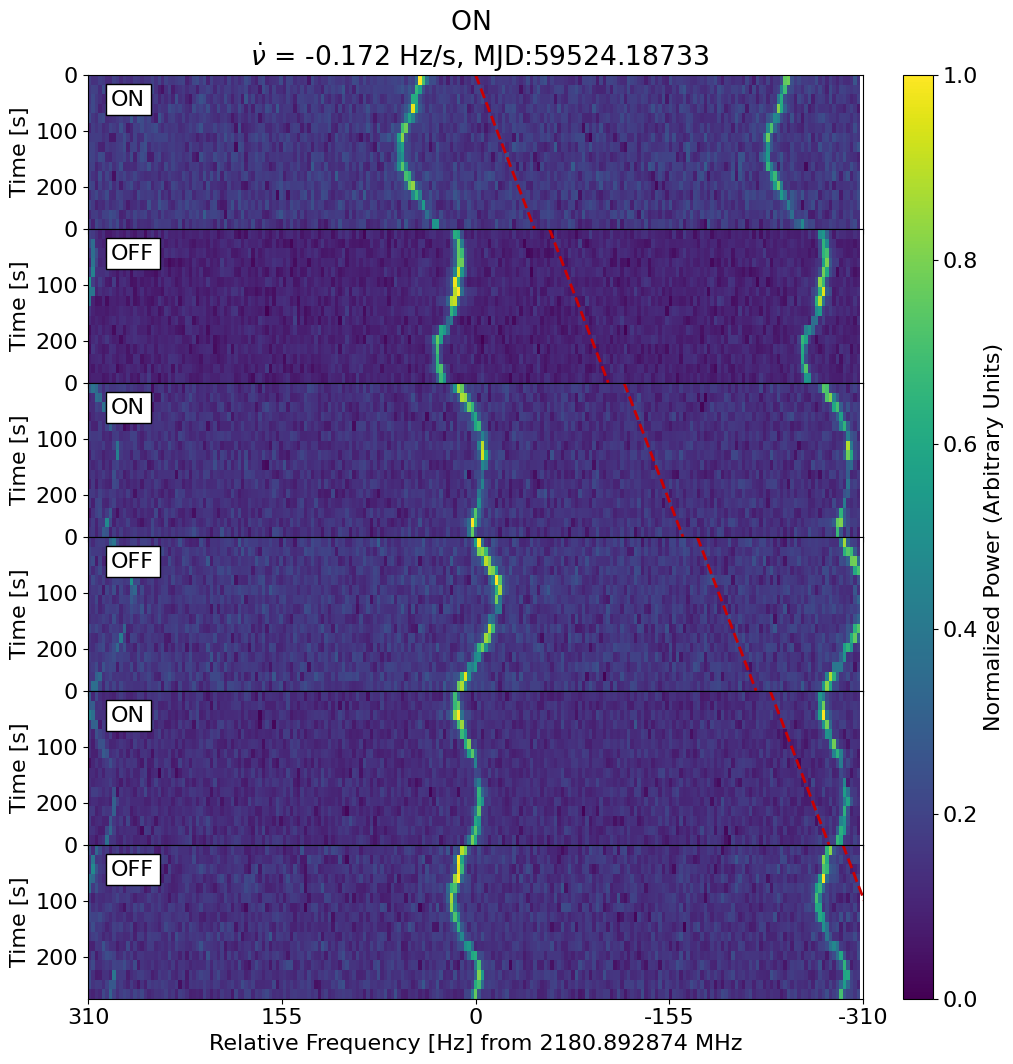 ON
ν̇ = -0.172 Hz/s, MJD:59524.18733
0
100
200
Time [s]
ON
0
100
200
Time [s]
OFF
0
100
200
Time [s]
ON
0
100
200
Time [s]
OFF
0
100
200
Time [s]
ON
0
100
200
Time [s]
OFF
310
155
0
-155
-310
Relative Frequency [Hz] from 2180.892874 MHz
1.0
0.8
0.6
0.4
0.2
0.0
Normalized Power (Arbitrary Units)